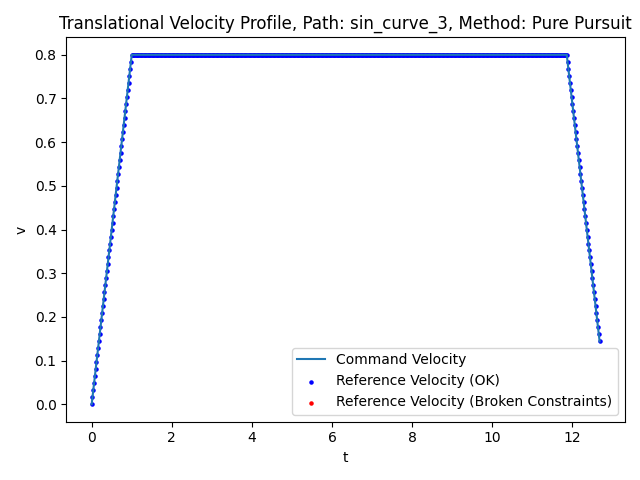 Translational Velocity Profile, Path: sin_curve_3, Method: Pure Pursuit
0.8
0.7
0.6
0.5
0.4
0.3
0.2
0.1
0.0
v
Command Velocity
Reference Velocity (OK)
Reference Velocity (Broken Constraints)
0 2 4 6 8 10 12
t